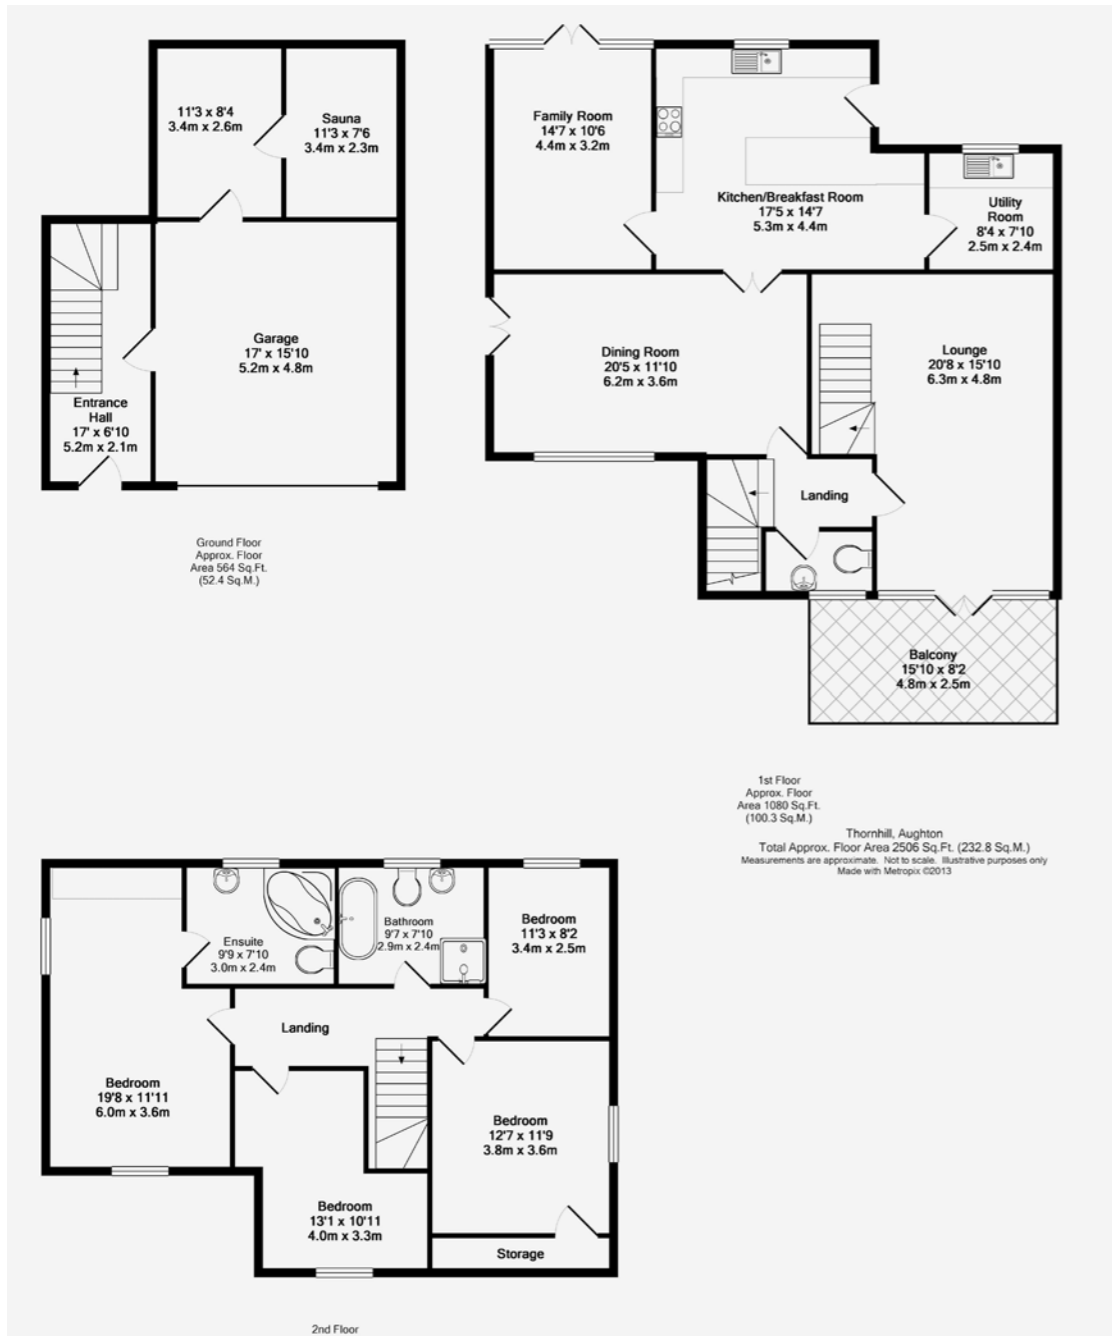 11'3 x 8'4
3.4m x 2.6m
Sauna
11'3 x 7'6
3.4m x 2.3m
Garage
17' x 15'10
5.2m x 4.8m
Entrance
Hall
17' x 6'10
5.2m x 2.1m
Ground Floor
Approx. Floor
Area 564 Sq.Ft.
(52.4 Sq.M.)
Family Room
14'7 x 10'6
4.4m x 3.2m
Kitchen/Breakfast Room
17'5 x 14'7
5.3m x 4.4m
Utility
Room
8'4 x 7'10
2.5m x 2.4m
Dining Room
20'5 x 11'10
6.2m x 3.6m
Lounge
20'8 x 15'10
6.3m x 4.8m
Landing
Balcony
15'10 x 8'2
4.8m x 2.5m
1st Floor
Approx. Floor
Area 1080 Sq.Ft.
(100.3 Sq.M.)
Thornhill, Aughton
Total Approx. Floor Area 2506 Sq.Ft. (232.8 Sq.M.)
Measurements are approximate. Not to scale. Illustrative purposes only
Made with Metropix ©2013
Ensuite
9'9 x 7'10
3.0m x 2.4m
Bathroom
9'7 x 7'10
2.9m x 2.4m
Bedroom
11'3 x 8'2
3.4m x 2.5m
Landing
Bedroom
19'8 x 11'11
6.0m x 3.6m
Bedroom
12'7 x 11'9
3.8m x 3.6m
Bedroom
13'1 x 10'11
4.0m x 3.3m
Storage
2nd Floor